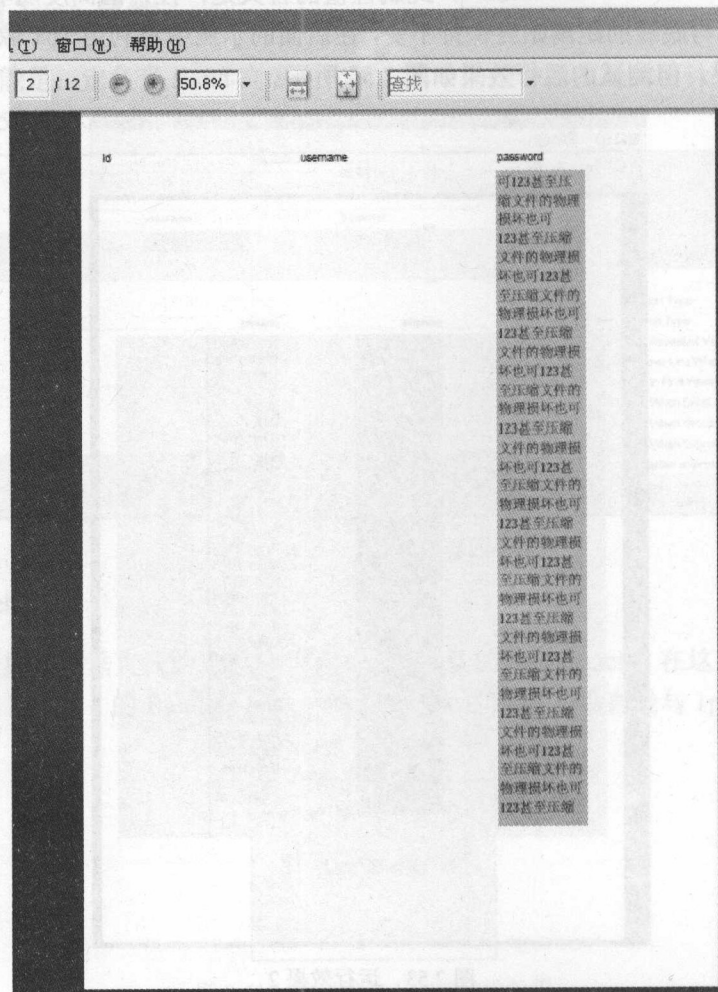 (T) 窗口(W) 帮助(H)
2 / 12 50.8% 查找
id username password
可123甚至压
缩文件的物理
损坏也可
123甚至压缩
文件的物理损
坏也可123甚
至压缩文件的
物理损坏也可
123甚至压缩
文件的物理损
坏也可123甚
至压缩文件的
物理损坏也可
123甚至压缩
文件的物理损
坏也可123甚
至压缩文件的
物理损坏也可
123甚至压缩
文件的物理损
坏也可123甚
至压缩文件的
物理损坏也可
123甚至压缩
文件的物理损
坏也可123甚
至压缩文件的
物理损坏也可
123甚至压缩
文件的物理损
坏也可123甚
至压缩文件的
物理损坏也可
123甚至压缩